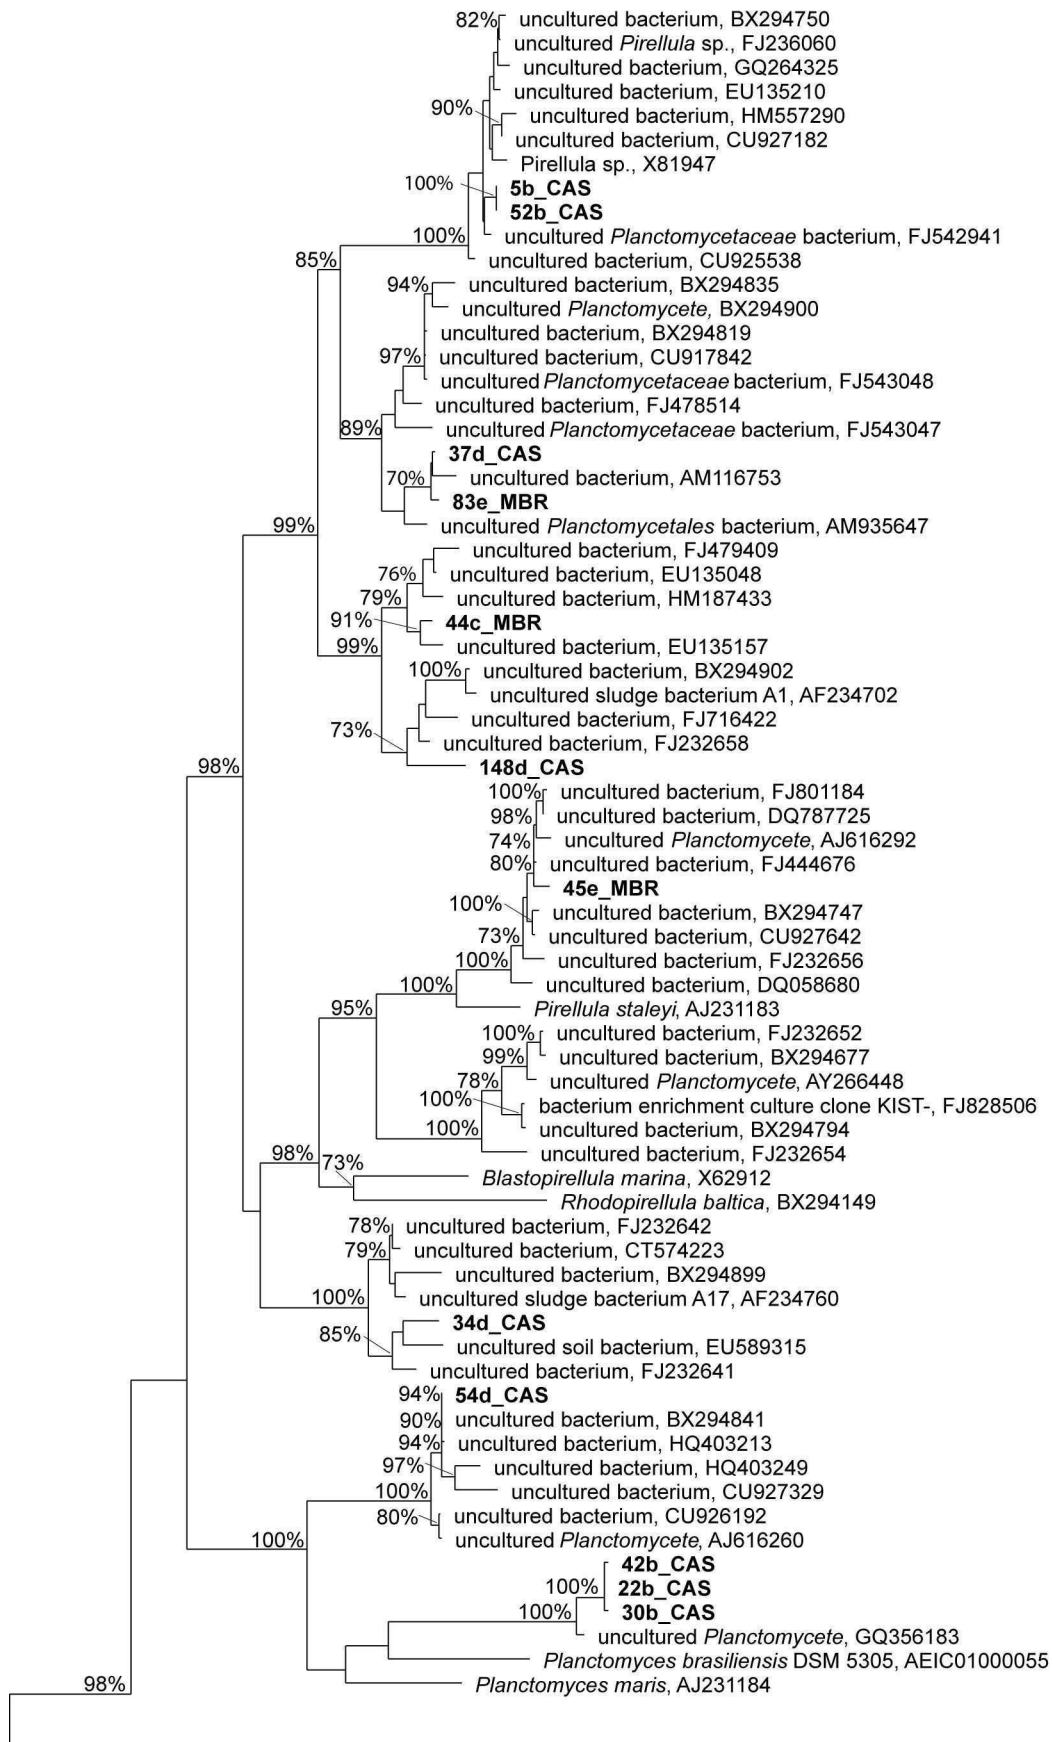 82% uncultured bacterium, BX294750
uncultured Pirellula sp., FJ236060
uncultured bacterium, GQ264325
uncultured bacterium, EU135210
90% uncultured bacterium, HM557290
uncultured bacterium, CU927182
Pirellula sp., X81947
100% 5b_CAS
52b_CAS
100% uncultured Planctomycetaceae bacterium, FJ542941
85% uncultured bacterium, CU925538
94% uncultured bacterium, BX294835
uncultured Planctomycete, BX294900
uncultured bacterium, BX294819
97% uncultured bacterium, CU917842
uncultured Planctomycetaceae bacterium, FJ543048
uncultured bacterium, FJ478514
89% uncultured Planctomycetaceae bacterium, FJ543047
37d_CAS
70% uncultured bacterium, AM116753
83e_MBR
99% uncultured Planctomycetales bacterium, AM935647
uncultured bacterium, FJ479409
76% uncultured bacterium, EU135048
79% uncultured bacterium, HM187433
91% 44c_MBR
99% uncultured bacterium, EU135157
100% uncultured bacterium, BX294902
uncultured sludge bacterium A1, AF234702
uncultured bacterium, FJ716422
73% uncultured bacterium, FJ232658
98% 148d_CAS
100% uncultured bacterium, FJ801184
98% uncultured bacterium, DQ787725
74% uncultured Planctomycete, AJ616292
80% uncultured bacterium, FJ444676
45e_MBR
100% uncultured bacterium, BX294747
73% uncultured bacterium, CU927642
100% uncultured bacterium, FJ232656
100% uncultured bacterium, DQ058680
95% Pirellula staleyi, AJ231183
100% uncultured bacterium, FJ232652
99% uncultured bacterium, BX294677
78% uncultured Planctomycete, AY266448
100% bacterium enrichment culture clone KIST-, FJ828506
100% uncultured bacterium, BX294794
98% uncultured bacterium, FJ232654
73% Blastopirellula marina, X62912
Rhodopirellula baltica, BX294149
78% uncultured bacterium, FJ232642
79% uncultured bacterium, CT574223
uncultured bacterium, BX294899
100% uncultured sludge bacterium A17, AF234760
85% 34d_CAS
uncultured soil bacterium, EU589315
uncultured bacterium, FJ232641
94% 54d_CAS
90% uncultured bacterium, BX294841
94% uncultured bacterium, HQ403213
97% uncultured bacterium, HQ403249
100% uncultured bacterium, CU927329
80% uncultured bacterium, CU926192
100% uncultured Planctomycete, AJ616260
42b_CAS
100% 22b_CAS
100% 30b_CAS
uncultured Planctomycete, GQ356183
Planctomyces brasiliensis DSM 5305, AEIC01000055
98% Planctomyces maris, AJ231184